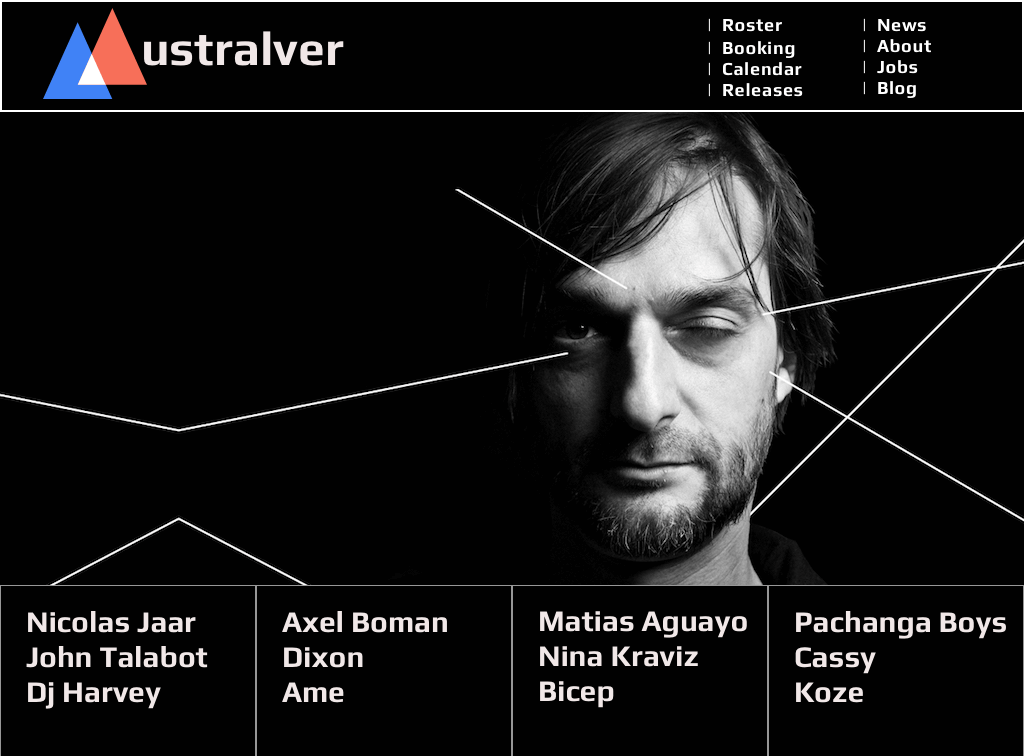 ustralver
Roster
Booking
Calendar
Releases
News
About
Jobs
Blog
Nicolas Jaar
John Talabot
Dj Harvey
Axel Boman
Dixon
Ame
Matias Aguayo
Nina Kraviz
Bicep
Pachanga Boys
Cassy
Koze